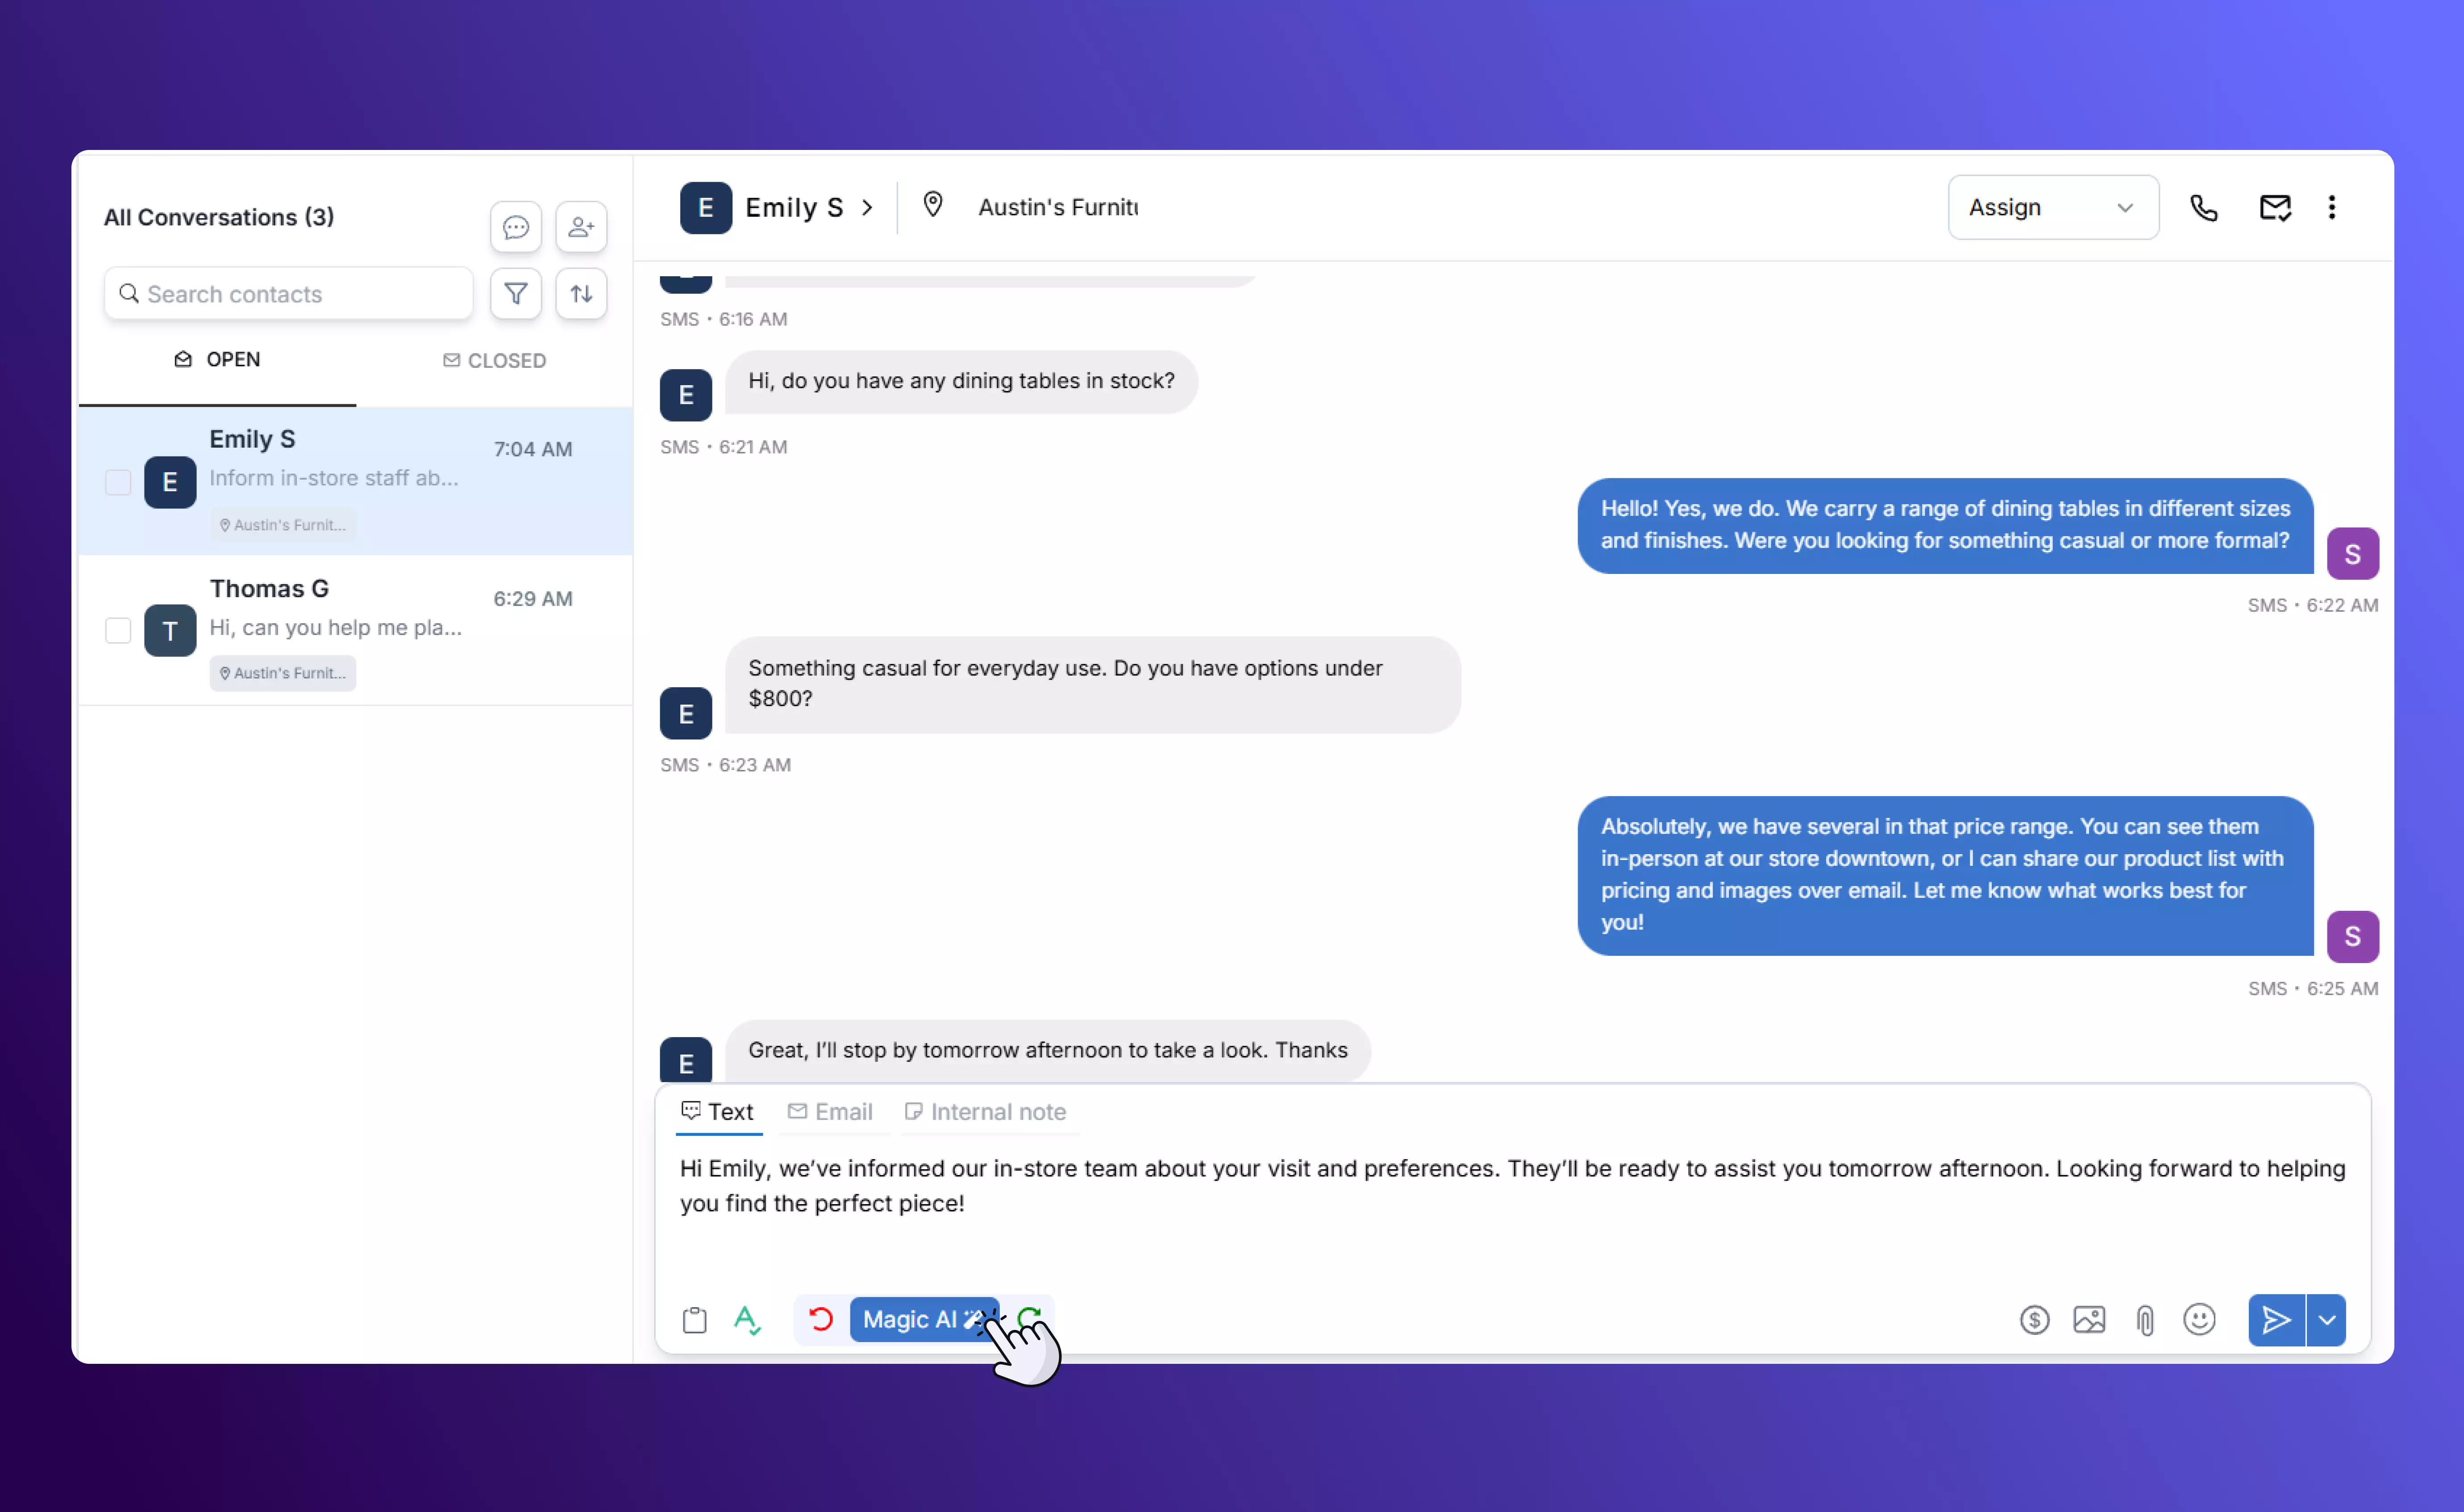 All Conversations (3)
Search contacts
OPEN
CLOSED
Emily S
7:04 AM
E
Inform in-store staff ab...
Austin's Furnit...
Thomas G
6:29 AM
T
Hi, can you help me pla...
Austin's Furnit...
E
Emily S
Austin's Furnitu
Assign
SMS • 6:16 AM
Hi, do you have any dining tables in stock?
E
SMS • 6:21 AM
Hello! Yes, we do. We carry a range of dining tables in different sizes
and finishes. Were you looking for something casual or more formal?
S
SMS • 6:22 AM
Something casual for everyday use. Do you have options under
$800?
E
SMS • 6:23 AM
Absolutely, we have several in that price range. You can see them
in-person at our store downtown, or I can share our product list with
pricing and images over email. Let me know what works best for
you!
S
SMS • 6:25 AM
Great, I’ll stop by tomorrow afternoon to take a look. Thanks
E
Text
Email
Internal note
Hi Emily, we’ve informed our in-store team about your visit and preferences. They’ll be ready to assist you tomorrow afternoon. Looking forward to helping
you find the perfect piece!
Magic AI